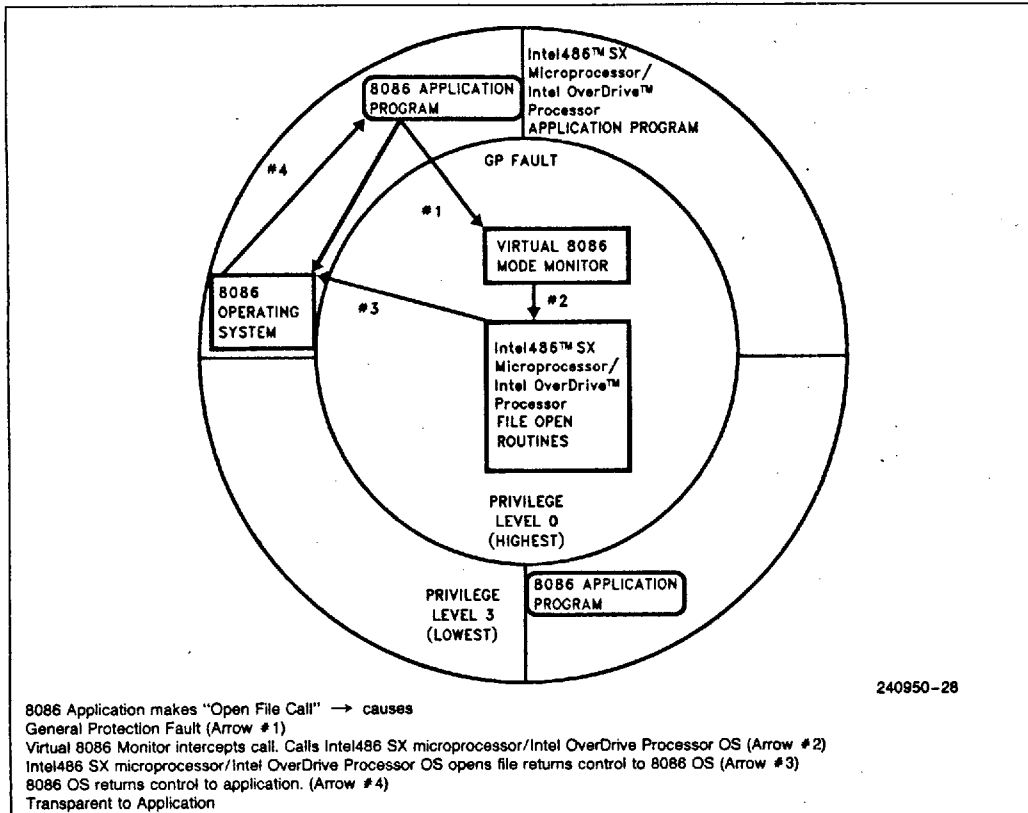 8086 APPLICATION
PROGRAM
Intel486™ SX
Microprocessor/
Intel OverDrive™
Processor
APPLICATION PROGRAM
GP FAULT
#4
#1
VIRTUAL 8086
MODE MONITOR
8086
OPERATING
SYSTEM
#3
#2
Intel486™ SX
Microprocessor/
Intel OverDrive™
Processor
FILE OPEN
ROUTINES
PRIVILEGE
LEVEL 0
(HIGHEST)
PRIVILEGE
LEVEL 3
(LOWEST)
8086 APPLICATION
PROGRAM
240950-28
8086 Application makes "Open File Call" → causes
General Protection Fault (Arrow #1)
Virtual 8086 Monitor intercepts call. Calls Intel486 SX microprocessor/Intel OverDrive Processor OS (Arrow #2)
Intel486 SX microprocessor/Intel OverDrive Processor OS opens file returns control to 8086 OS (Arrow #3)
8086 OS returns control to application. (Arrow #4)
Transparent to Application